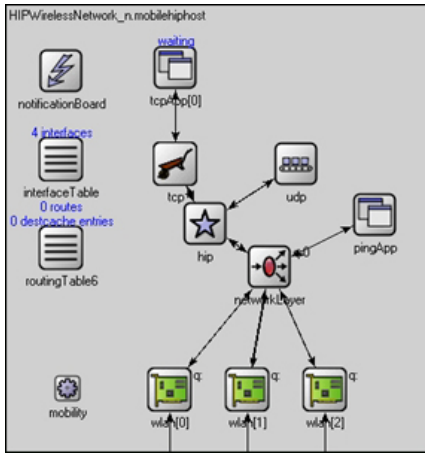 HIPWirelessNetwork_n.mobilehiphost
waiting
notificationBoard
tcpApp[0]
4 interfaces
interfaceTable
0 routes
0 destcache entries
routingTable6
tcp
udp
hip
pingApp
networkLayer
mobility
q:
q:
q:
wlan[0]
wlan[1]
wlan[2]